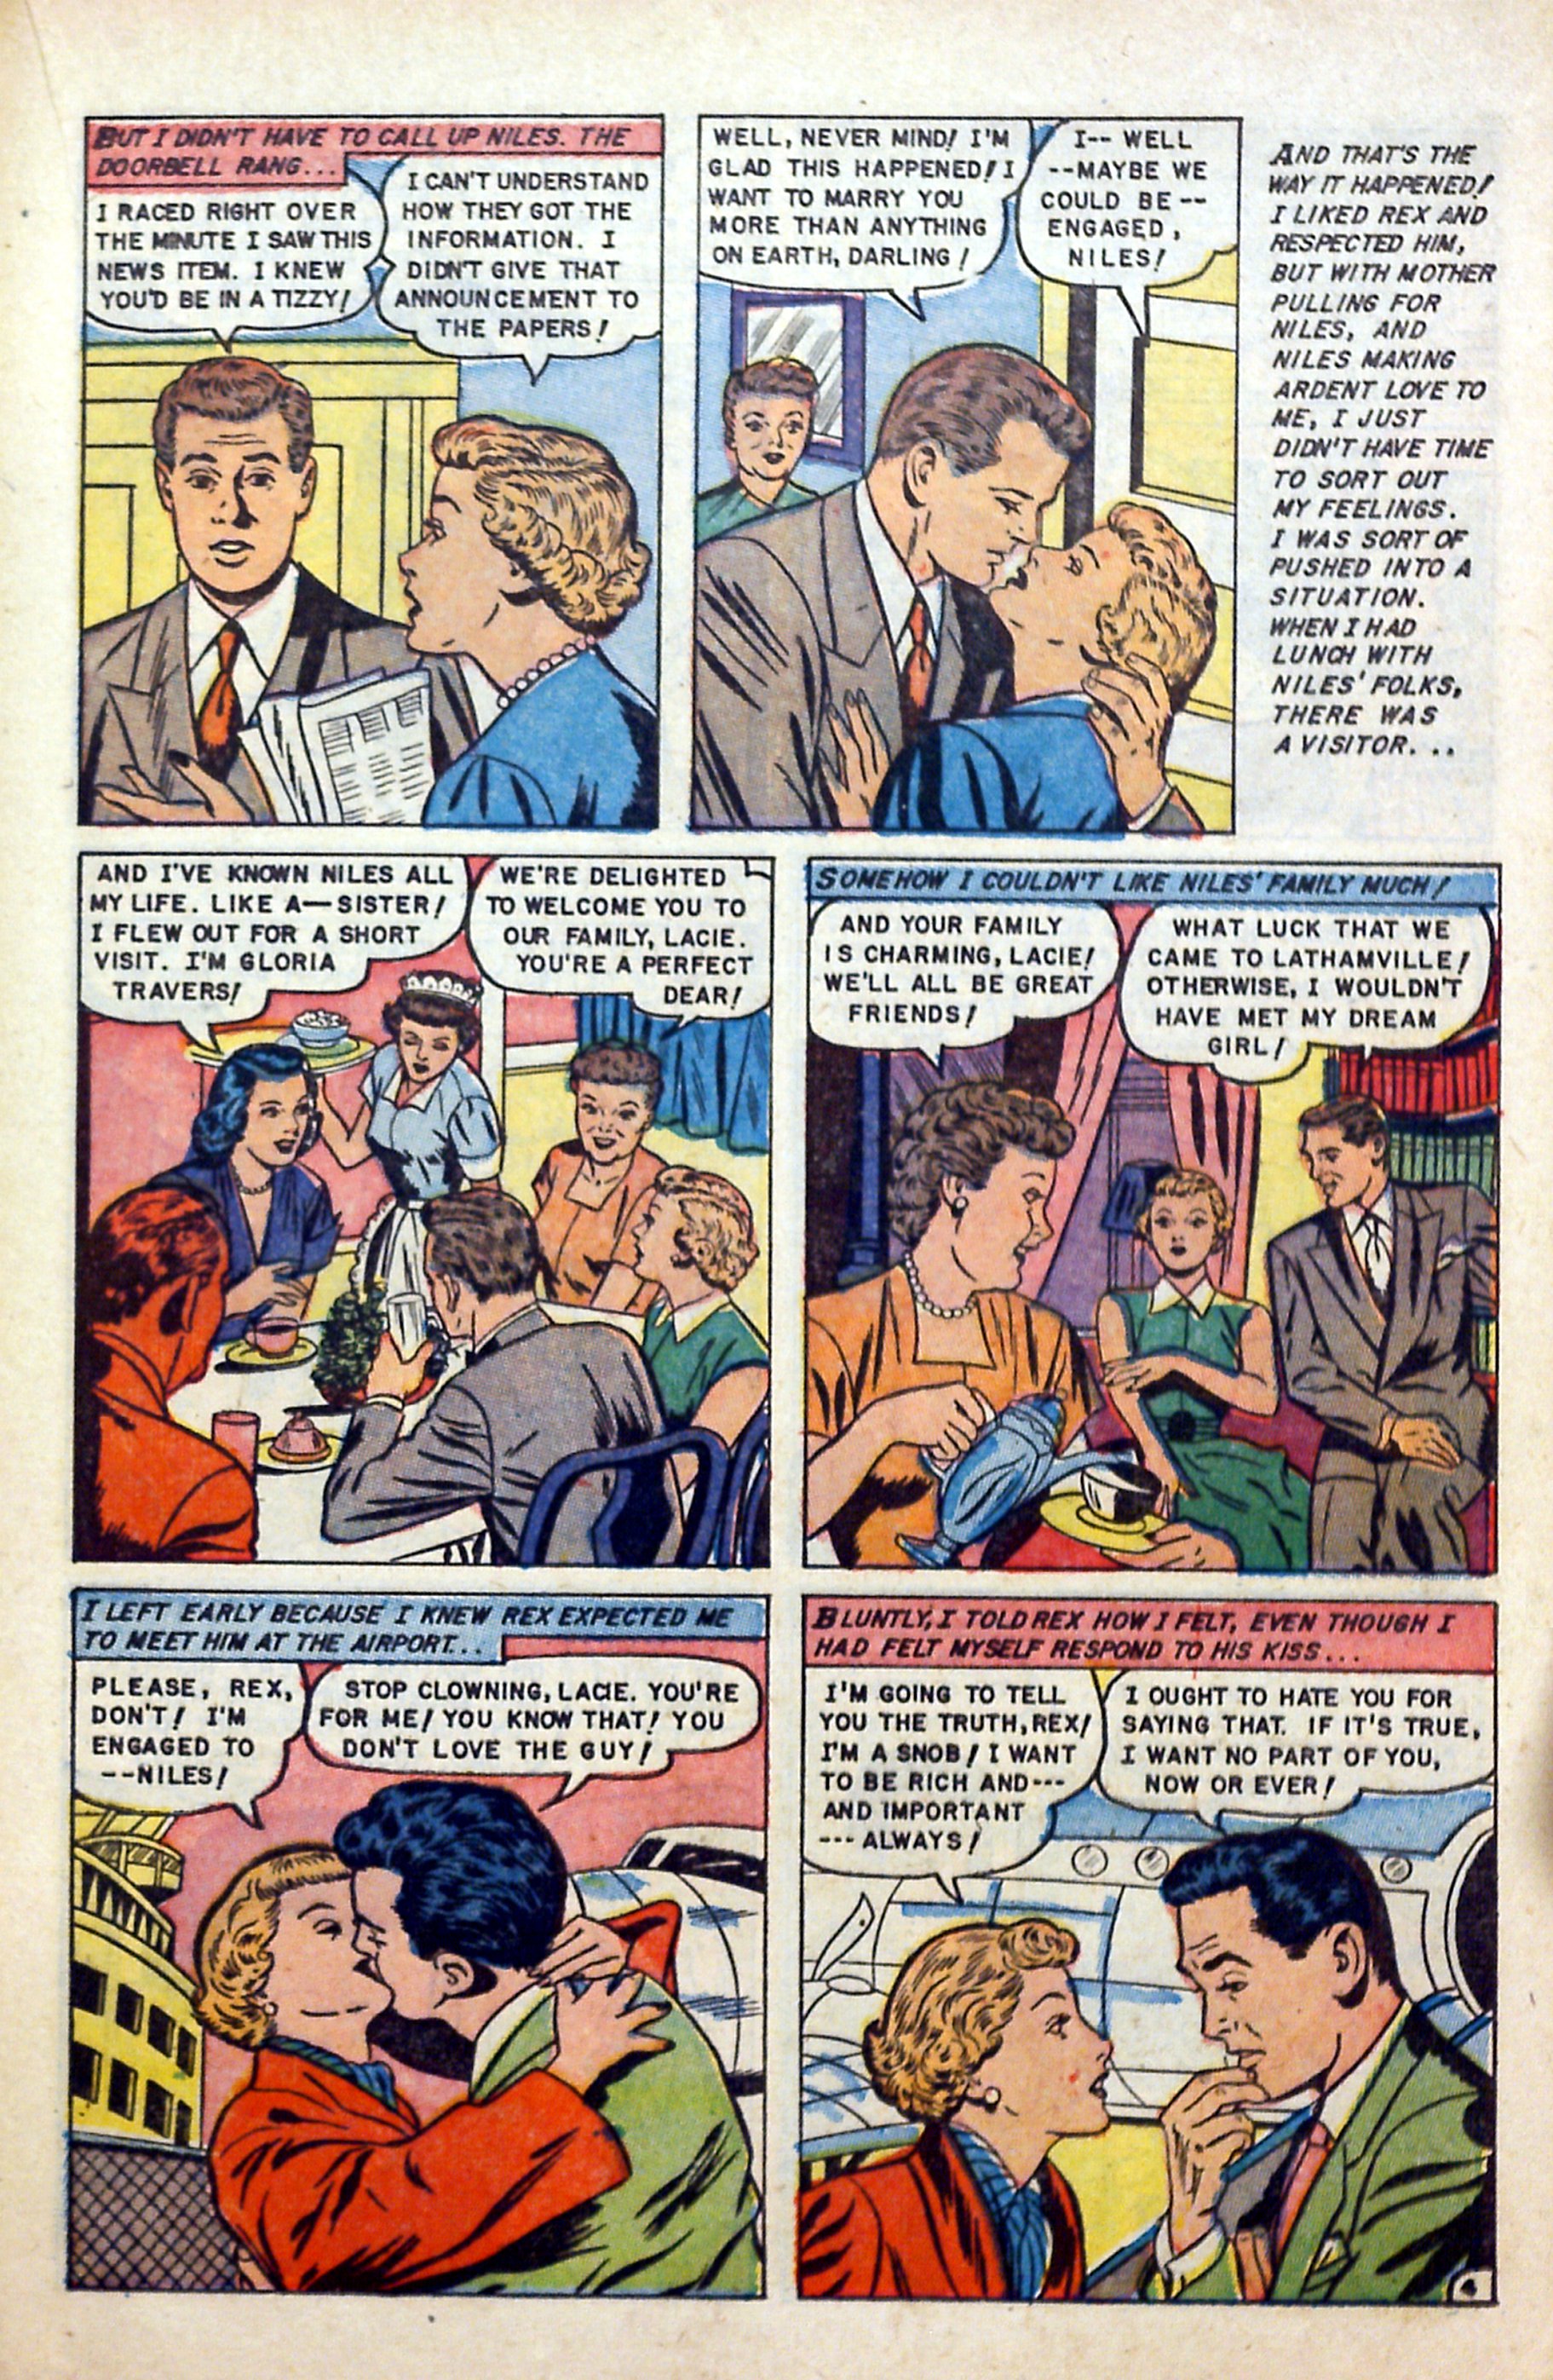 BUT I DIDN'T HAVE TO CALL UP NILES. THE
DOORBELL RANG...
I RACED RIGHT OVER
THE MINUTE I SAW THIS
NEWS ITEM. I KNEW
YOU'D BE IN A TIZZY!
I CAN'T UNDERSTAND
HOW THEY GOT THE
INFORMATION. I
DIDN'T GIVE THAT
ANNOUNCEMENT TO
THE PAPERS!
WELL, NEVER MIND! I'M
GLAD THIS HAPPENED! I
WANT TO MARRY YOU
MORE THAN ANYTHING
ON EARTH, DARLING!
I-- WELL
--MAYBE WE
COULD BE--
ENGAGED,
NILES!
AND THAT'S THE
WAY IT HAPPENED!
I LIKED REX AND
RESPECTED HIM,
BUT WITH MOTHER
PULLING FOR
NILES, AND
NILES MAKING
ARDENT LOVE TO
ME, I JUST
DIDN'T HAVE TIME
TO SORT OUT
MY FEELINGS.
I WAS SORT OF
PUSHED INTO A
SITUATION.
WHEN I HAD
LUNCH WITH
NILES' FOLKS,
THERE WAS
A VISITOR...
AND I'VE KNOWN NILES ALL
MY LIFE. LIKE A—SISTER!
I FLEW OUT FOR A SHORT
VISIT. I'M GLORIA
TRAVERS!
WE'RE DELIGHTED
TO WELCOME YOU TO
OUR FAMILY, LACIE.
YOU'RE A PERFECT
DEAR!
SOMEHOW I COULDN'T LIKE NILES' FAMILY MUCH!
AND YOUR FAMILY
IS CHARMING, LACIE!
WE'LL ALL BE GREAT
FRIENDS!
WHAT LUCK THAT WE
CAME TO LATHAMVILLE!
OTHERWISE, I WOULDN'T
HAVE MET MY DREAM
GIRL!
I LEFT EARLY BECAUSE I KNEW REX EXPECTED ME
TO MEET HIM AT THE AIRPORT...
PLEASE, REX,
DON'T! I'M
ENGAGED TO
--NILES!
STOP CLOWNING, LACIE. YOU'RE
FOR ME! YOU KNOW THAT! YOU
DON'T LOVE THE GUY!
BLUNTLY, I TOLD REX HOW I FELT, EVEN THOUGH I
HAD FELT MYSELF RESPOND TO HIS KISS...
I'M GOING TO TELL
YOU THE TRUTH, REX!
I'M A SNOB! I WANT
TO BE RICH AND---
AND IMPORTANT
---ALWAYS!
I OUGHT TO HATE YOU FOR
SAYING THAT. IF IT'S TRUE,
I WANT NO PART OF YOU,
NOW OR EVER!
4